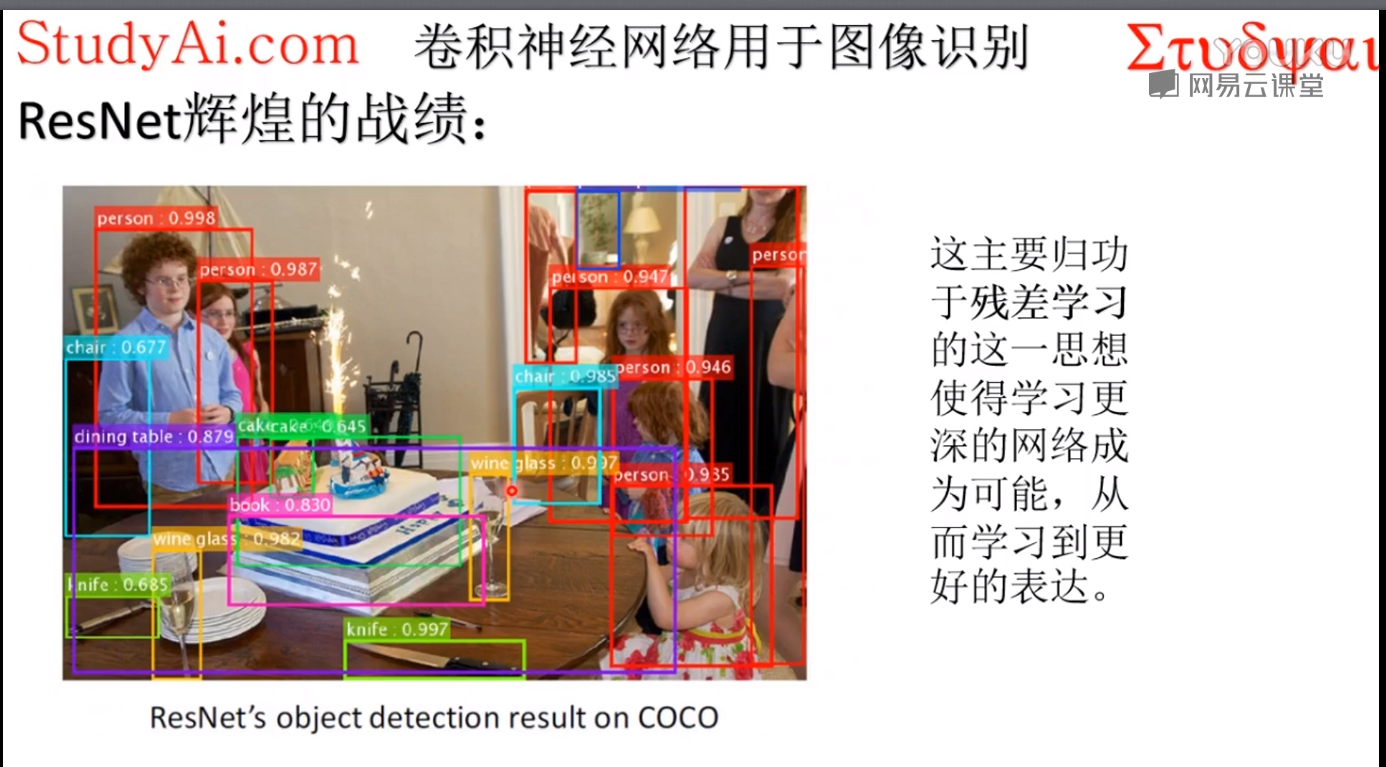 StudyAi.com 卷积神经网络用于图像识别 Στυδψαι
YOUKU
网易云课堂
ResNet辉煌的战绩：
person : 0.998
person : 0.987
person : 0.947
person
chair : 0.677
chair : 0.985
person : 0.946
dining table : 0.879
cake
cake : 0.645
wine glass : 0.997
person : 0.935
book : 0.830
wine glass : 0.982
knife : 0.685
knife : 0.997
这主要归功
于残差学习
的这一思想
使得学习更
深的网络成
为可能，从
而学习到更
好的表达。
ResNet’s object detection result on COCO